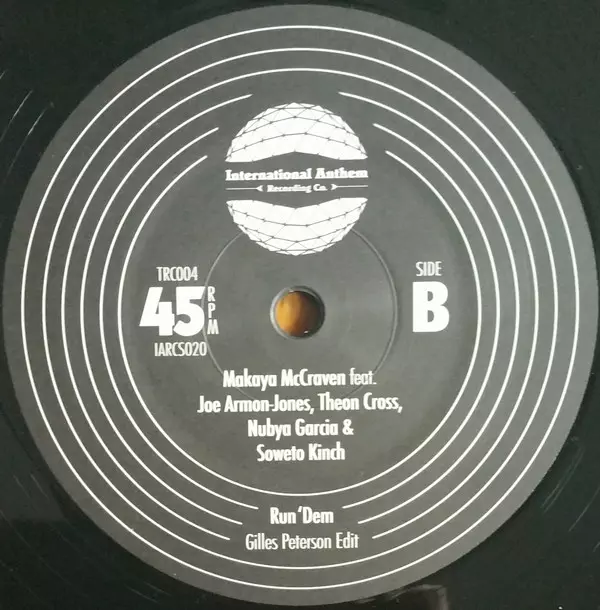 International Anthem
Recording Co.
TRC004
45 RPM
IARCS020
SIDE
B
Makaya McCraven feat.
Joe Armon-Jones, Theon Cross,
Nubya Garcia &
Soweto Kinch
Run‘Dem
Gilles Peterson Edit